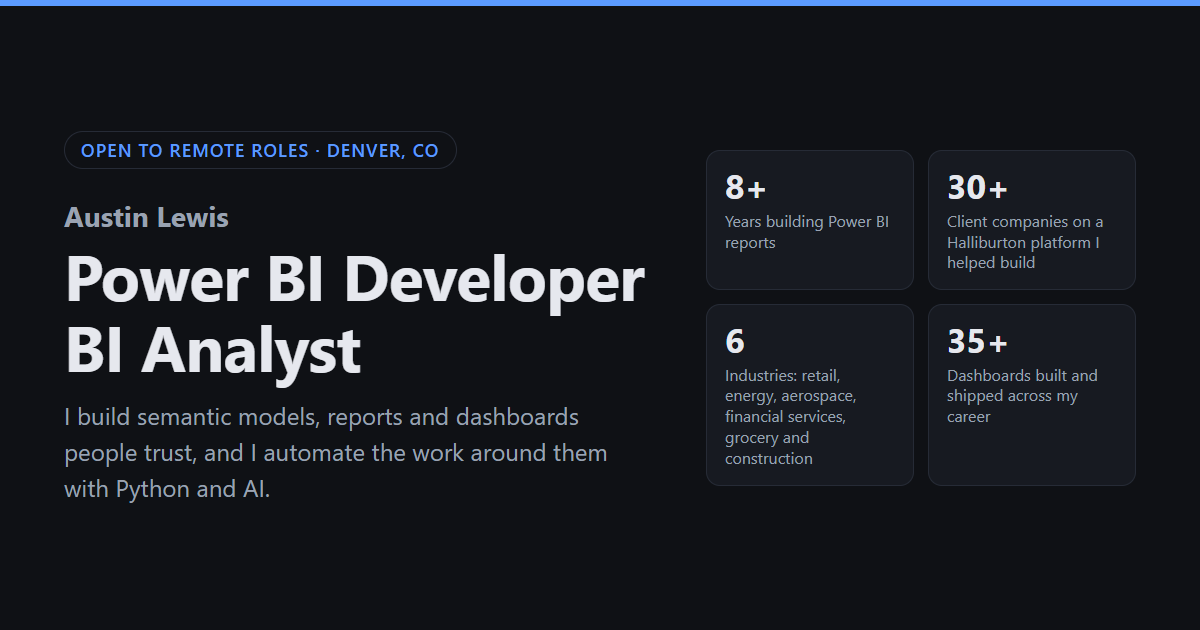 OPEN TO REMOTE ROLES · DENVER, CO
Austin Lewis
Power BI Developer
BI Analyst
I build semantic models, reports and dashboards
people trust, and I automate the work around them
with Python and AI.
8+
Years building Power BI
reports
30+
Client companies on a
Halliburton platform I
helped build
6
Industries: retail,
energy, aerospace,
financial services,
grocery and
construction
35+
Dashboards built and
shipped across my
career